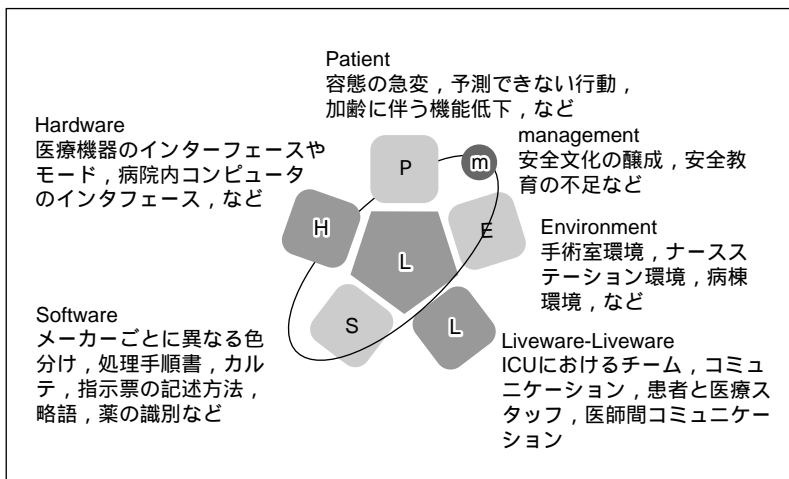 Patient
容態の急変,予測できない行動,
加齢に伴う機能低下,など
Hardware
医療機器のインターフェースや
モード,病院内コンピュータ
のインタフェース,など
management
安全文化の醸成,安全教
育の不足など
P
m
H
E
L
S
L
Environment
手術室環境,ナースス
テーション環境,病棟
環境,など
Software
メーカーごとに異なる色
分け,処理手順書,カル
テ,指示票の記述方法,
略語,薬の識別など
Liveware-Liveware
ICUにおけるチーム,コミュ
ニケーション,患者と医療ス
タッフ,医師間コミュニケー
ション